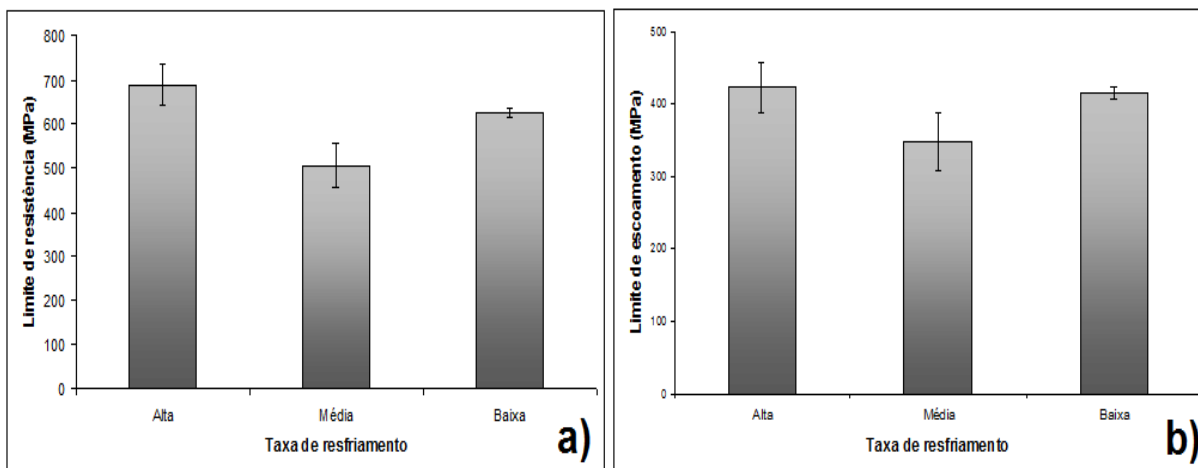 Limite de resistência (MPa)
800
700
600
500
400
300
200
100
0
Alta
Média
Baixa
Taxa de resfriamento
a)
Limite de escoamento (MPa)
500
400
300
200
100
0
Alta
Média
Baixa
Taxa de resfriamento
b)